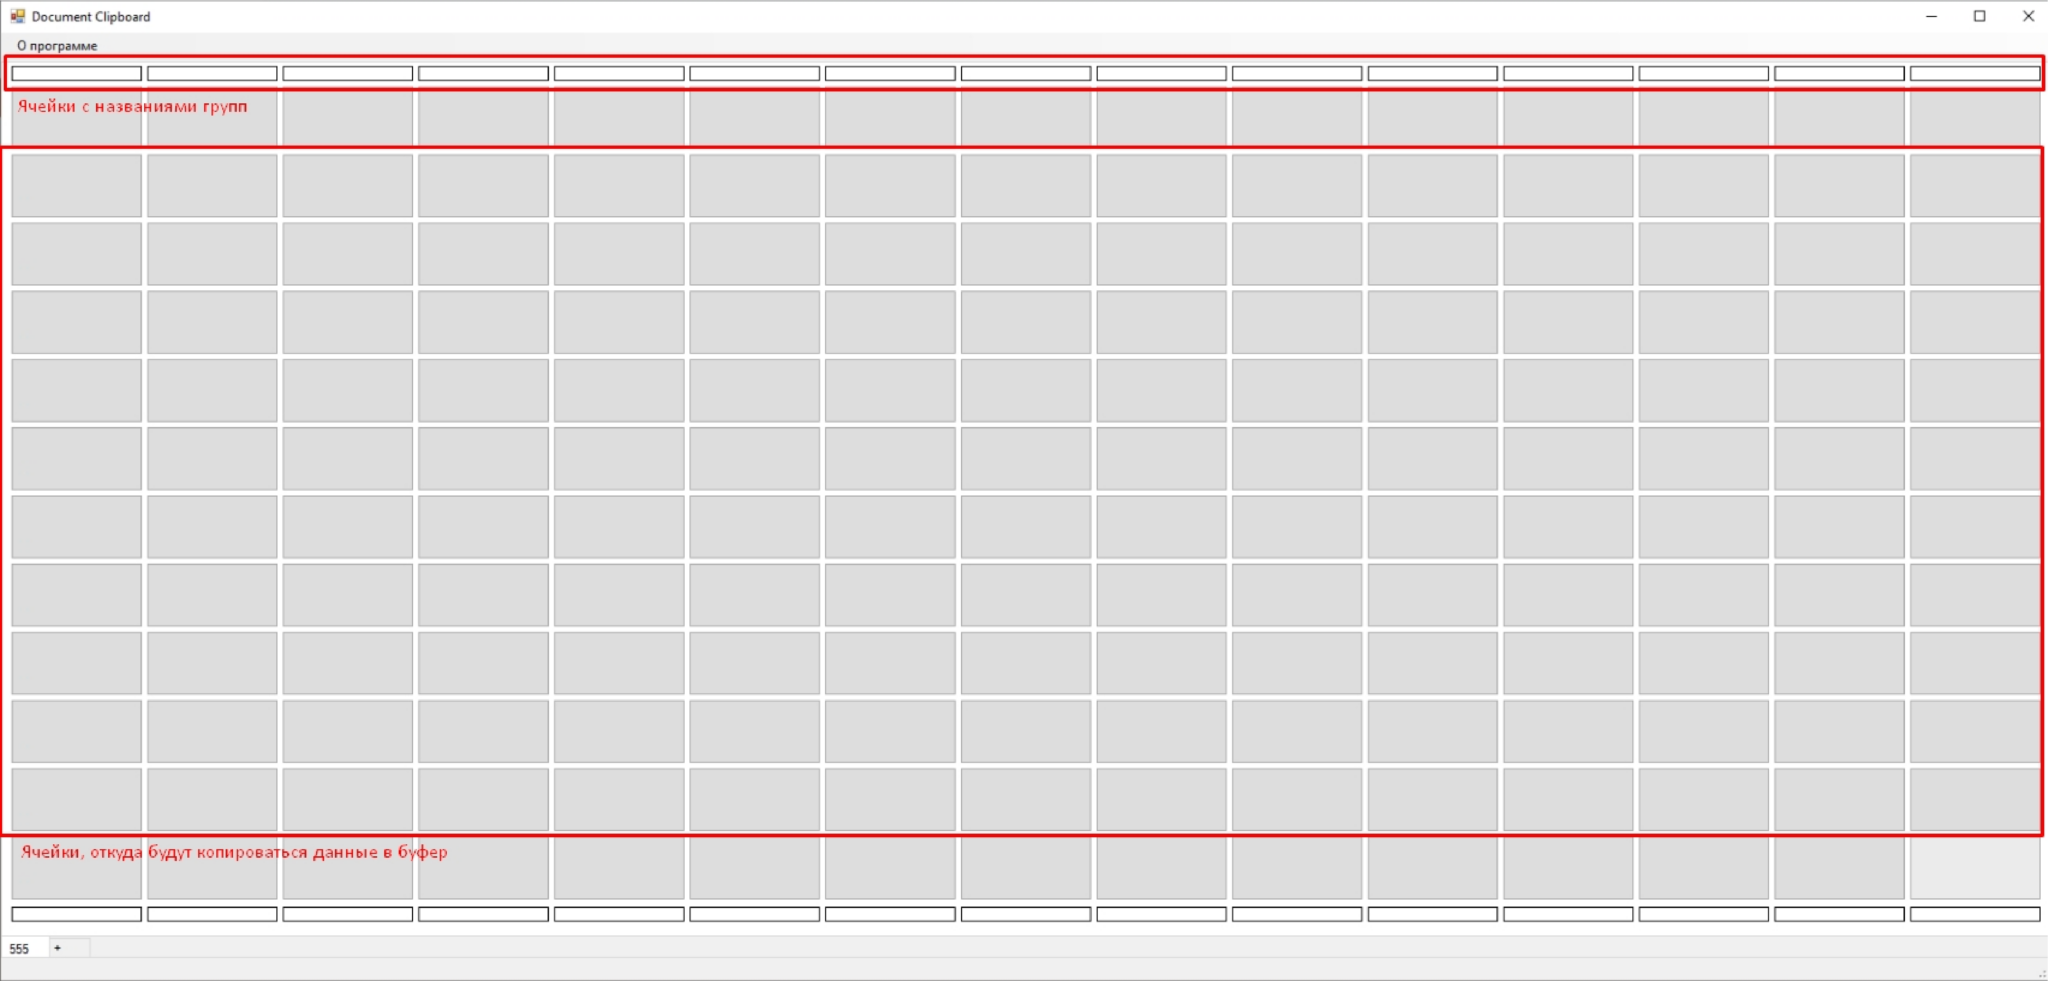 Document Clipboard
О программе
Ячейки с названиями групп
Ячейки, откуда будут копироваться данные в буфер
555 +